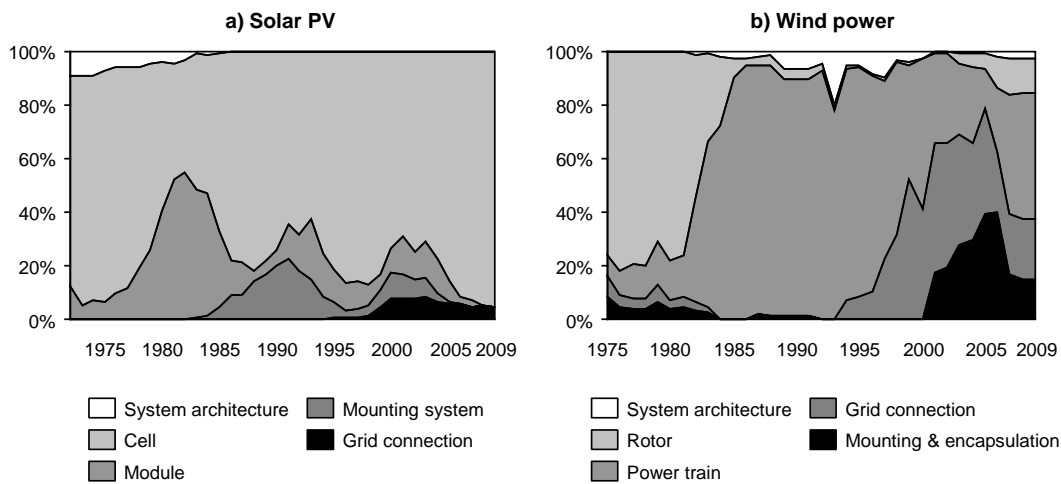 a) Solar PV
100%
80%
60%
40%
20%
0%
1975 1980 1985 1990 1995 2000 2005 2009
System architecture
Mounting system
Cell
Grid connection
Module
b) Wind power
100%
80%
60%
40%
20%
0%
1975 1980 1985 1990 1995 2000 2005 2009
System architecture
Grid connection
Rotor
Mounting & encapsulation
Power train